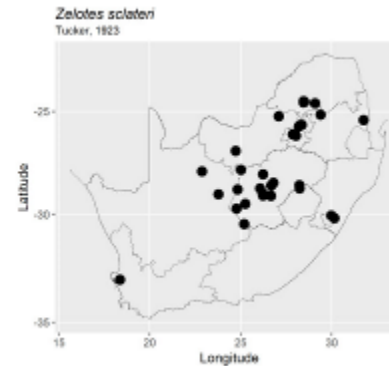 Zelotes sclateri
Tucker, 1923
-25
-30
-35
Latitude
15
20
25
30
Longitude